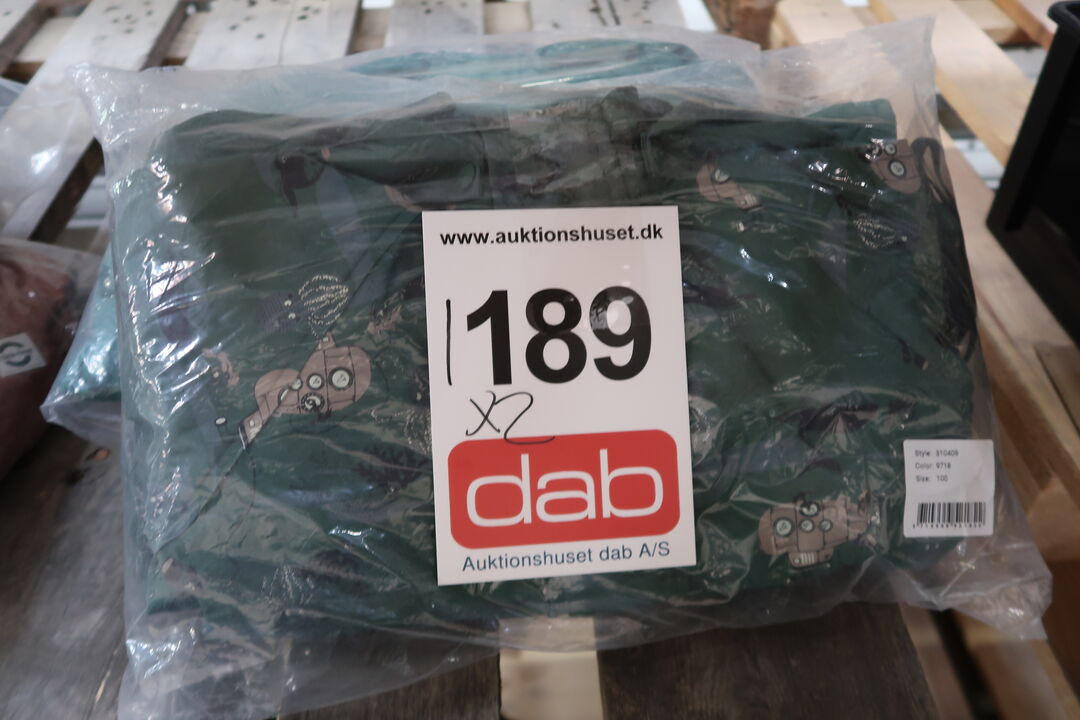 www.auktionshuset.dk
1189
x2
dab
Auktionshuset dab A/S
Style: 310409
Color: 9718
Size: 100